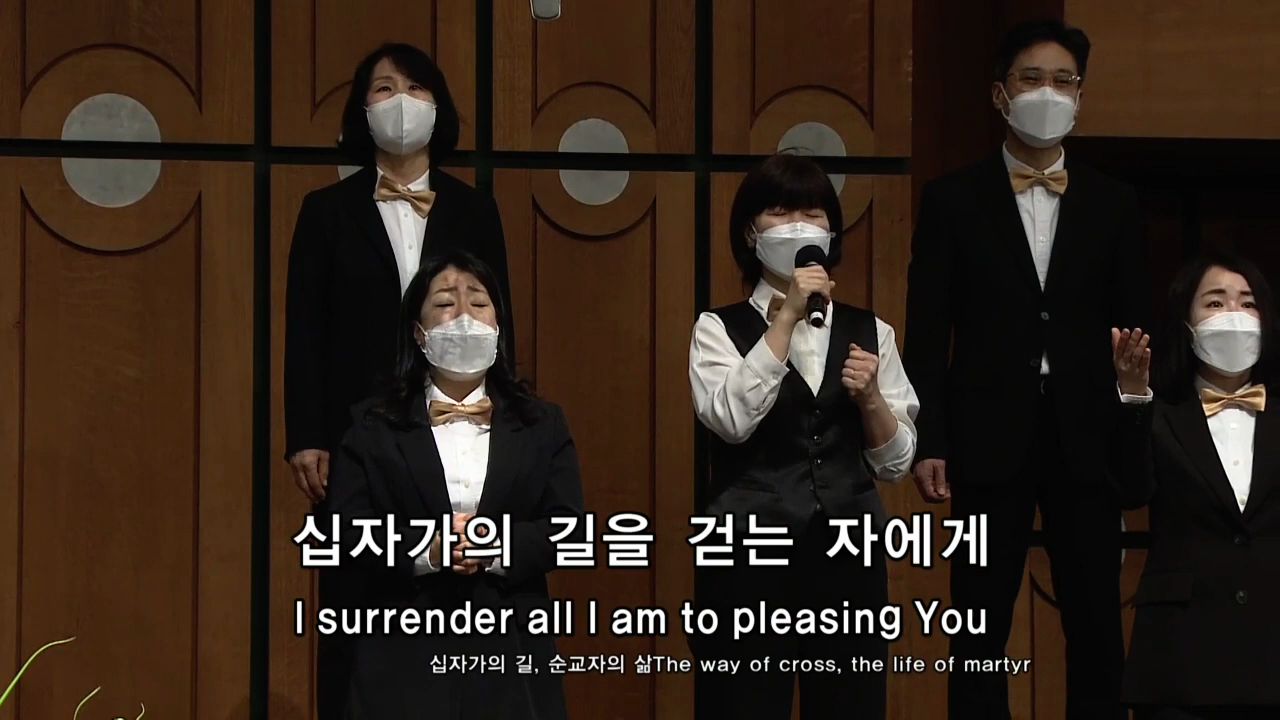 십자가의 길을 걷는 자에게
I surrender all I am to pleasing You
십자가의 길, 순교자의 삶The way of cross, the life of martyr